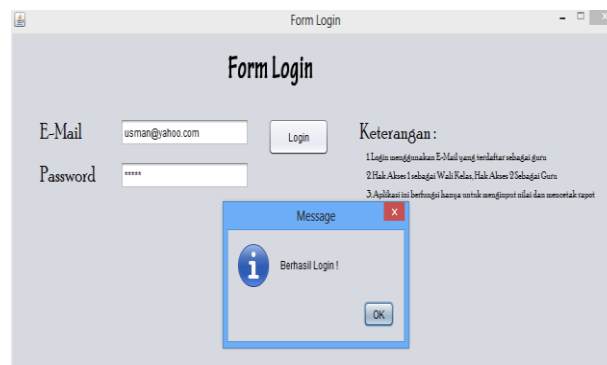 Form Login
Form Login
E-Mail
usman@yahoo.com
Login
Keterangan :
1.Login menggunakan E-Mail yang terdaftar sebagai guru
Password
*****
2.Hak Akses 1 sebagai Wali Kelas, Hak Akses 2 Sebagai Guru
3.Aplikasi ini berfungsi hanya untuk menginput nilai dan mencetak rapot
Message
Berhasil Login !
OK